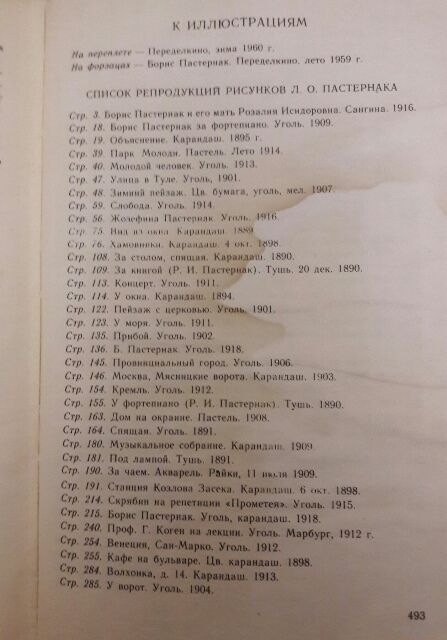 К ИЛЛЮСТРАЦИЯМ
На переплете — Переделкино, зима 1960 г.
На форзацах — Борис Пастернак. Переделкино, лето 1959 г.
СПИСОК РЕПРОДУКЦИЙ РИСУНКОВ Л. О. ПАСТЕРНАКА
Стр. 3. Борис Пастернак и его мать Розалия Исидоровна. Сангина. 1916.
Стр. 18. Борис Пастернак за фортепиано. Уголь. 1909.
Стр. 19. Объяснение. Карандаш. 1895 г.
Стр. 39. Парк Молоди. Пастель. Лето 1914.
Стр. 40. Молодой человек. Уголь. 1913.
Стр. 47. Улица в Туле. Уголь, 1901.
Стр. 48. Зимний пейзаж. Цв. бумага, уголь, мел. 1907
Стр. 59. Слобода. Уголь. 1914.
Стр. 56. Жозефина Пастернак. Уголь. 1916.
Стр. 75. Вид из окна Карандаш 1889
Стр. 76. Хамовники. Карандаш. 4 окт. 1898.
Стр. 108. За столом, спящая. Карандаш. 1890.
Стр. 109. За книгой (Р. И. Пастернак). Тушь. 20 дек. 1890.
Стр. 113. Концерт. Уголь. 1911.
Стр. 114. У окна. Карандаш. 1894.
Стр. 122. Пейзаж с церковью. Уголь. 1901.
Стр. 123. У моря. Уголь. 1911.
Стр. 135. Прибой. Уголь. 1902.
Стр. 136. Б. Пастернак. Уголь. 1918.
Стр. 145. Провинциальный город. Уголь. 1906.
Стр. 146. Москва, Мясницкие ворота. Карандаш. 1903.
Стр. 154. Кремль. Уголь. 1912.
Стр. 155. У фортепиано (Р. И. Пастернак). Тушь. 1890.
Стр. 163. Дом на окраине. Пастель. 1908.
Стр. 164. Спящая. Уголь. 1891.
Стр. 180. Музыкальное собрание. Карандаш. 1909.
Стр. 181. Под лампой. Тушь. 1891.
Стр. 190. За чаем. Акварель. Райки, 11 июля 1909.
Стр. 191. Станция Козлова Засека. Карандаш. 6 окт. 1898.
Стр. 214. Скрябин на репетиции «Прометея». Уголь. 1915.
Стр. 215. Борис Пастернак. Уголь, карандаш. 1918.
Стр. 240. Проф. Г. Коген на лекции. Уголь. Марбург, 1912 г.
Стр. 254. Венеция, Сан-Марко. Уголь. 1912.
Стр. 255. Кафе на бульваре. Цв. карандаш. 1898.
Стр. 284. Волхонка, д. 14. Карандаш. 1913.
Стр. 285. У ворот. Уголь. 1904.
493